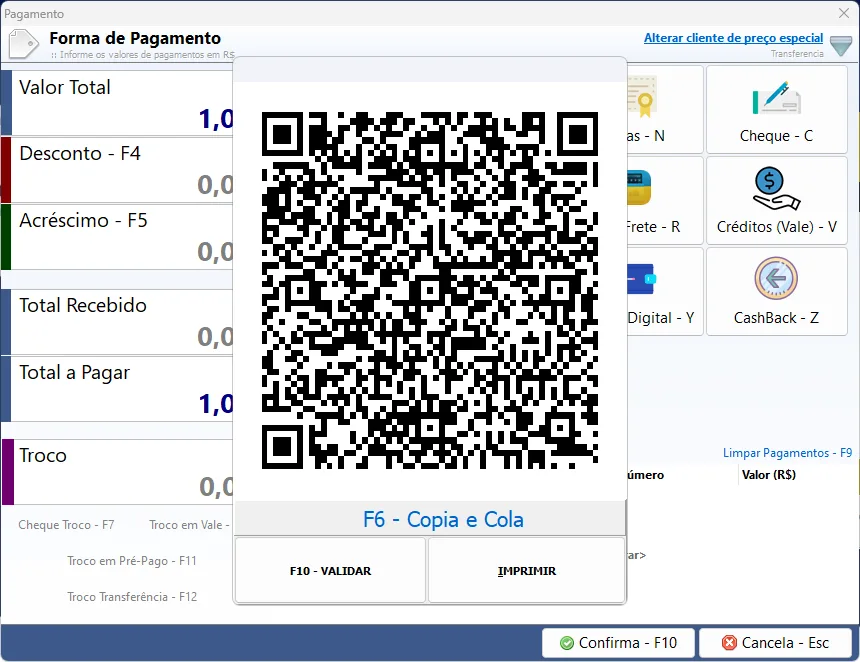 Pagamento
Forma de Pagamento
:: Informe os valores de pagamentos em R$
Alterar cliente de preço especial
Transferencia
Valor Total
1,0
Desconto - F4
0,0
Acréscimo - F5
0,0
Total Recebido
0,0
Total a Pagar
1,0
Troco
0,0
Cheque Troco - F7
Troco em Vale -
Troco em Pré-Pago - F11
Troco Transferência - F12
as - N
Cheque - C
Frete - R
Créditos (Vale) - V
Digital - Y
CashBack - Z
Limpar Pagamentos - F9
úmero
Valor (R$)
ar>
F6 - Copia e Cola
F10 - VALIDAR
IMPRIMIR
Confirma - F10
Cancela - Esc